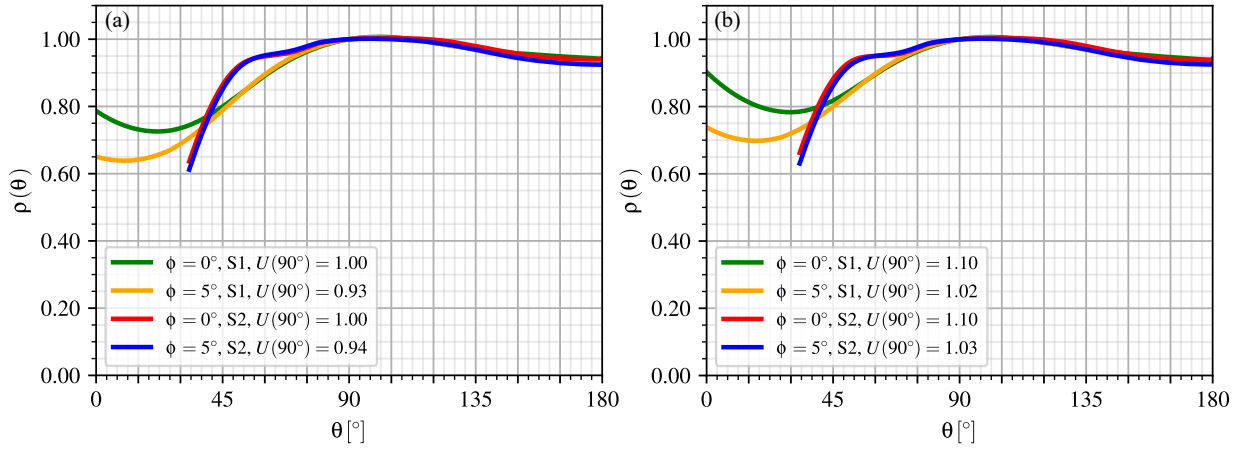 (a)
1.00
0.80
0.60
0.40
0.20
0.00
ρ(θ)
ϕ = 0°, S1, U(90°) = 1.00
ϕ = 5°, S1, U(90°) = 0.93
ϕ = 0°, S2, U(90°) = 1.00
ϕ = 5°, S2, U(90°) = 0.94
0 45 90 135 180
θ [°]
(b)
1.00
0.80
0.60
0.40
0.20
0.00
ρ(θ)
ϕ = 0°, S1, U(90°) = 1.10
ϕ = 5°, S1, U(90°) = 1.02
ϕ = 0°, S2, U(90°) = 1.10
ϕ = 5°, S2, U(90°) = 1.03
0 45 90 135 180
θ [°]